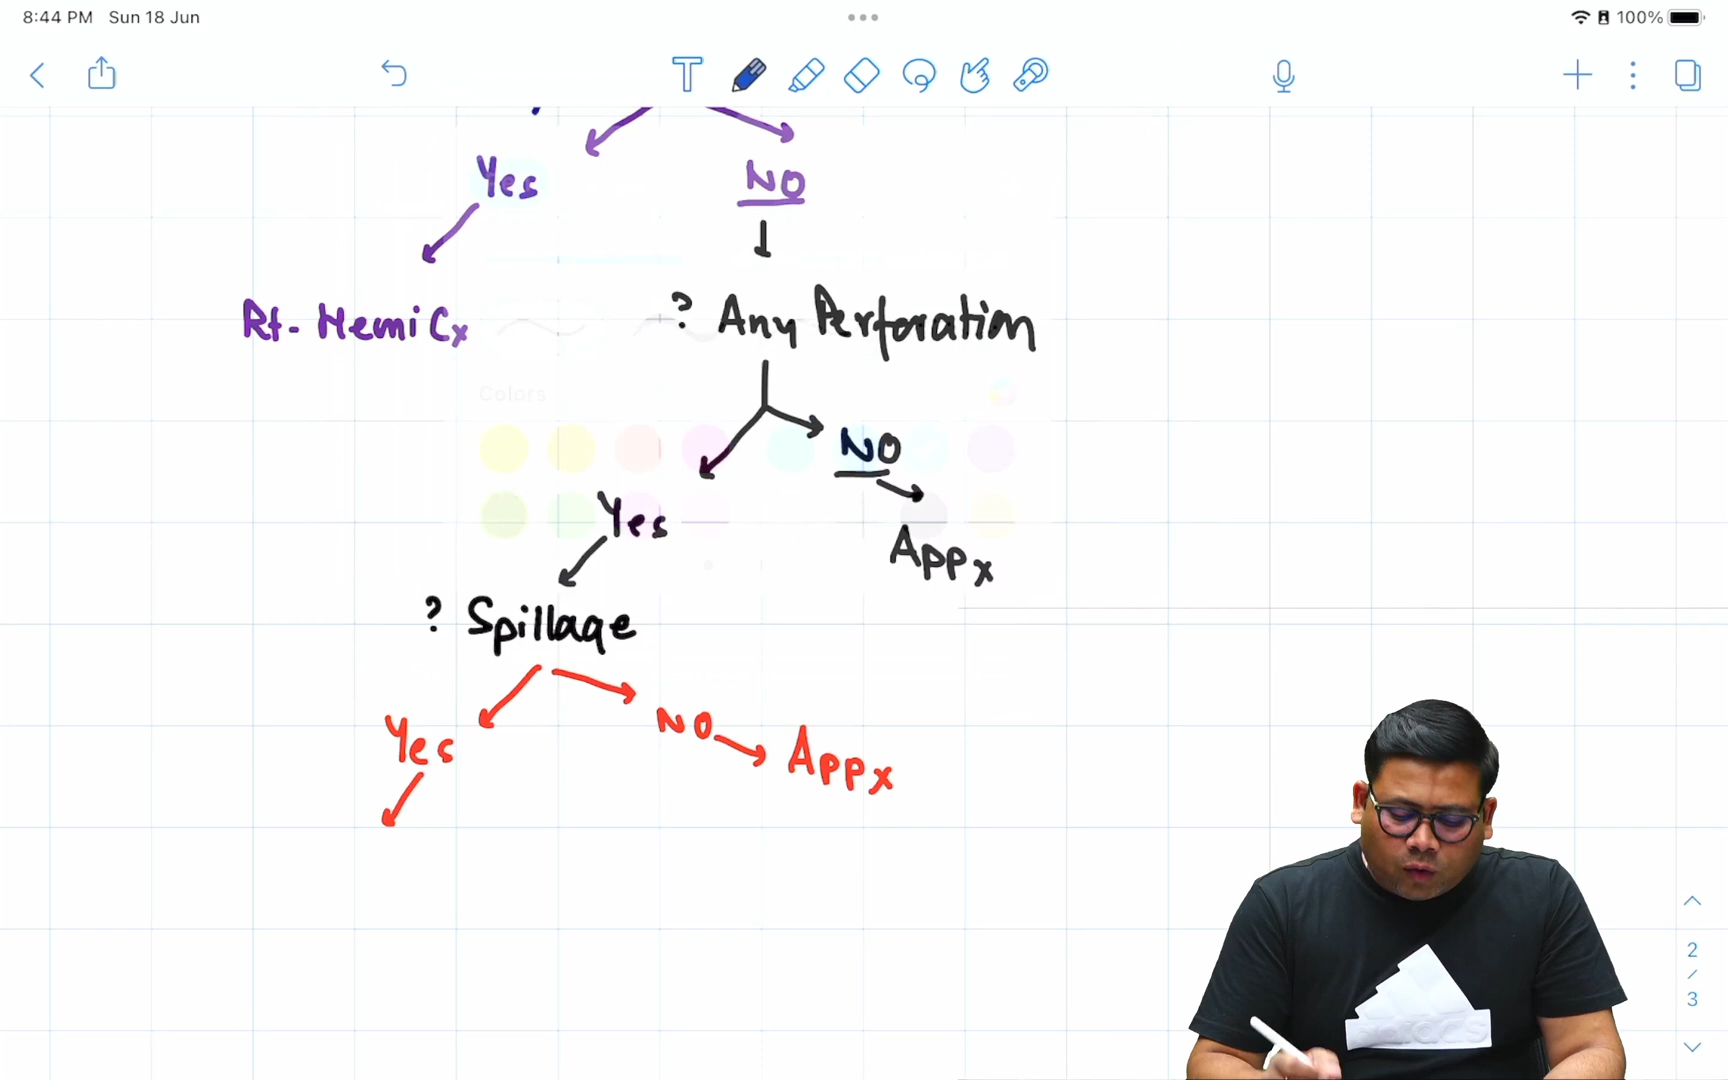 8:44 PM Sun 18 Jun
100%
T
Yes
NO
Rt- Hemi Cx
? Any Perforation
Colors
NO
Yes
Appx
? Spillage
Yes
NO
Appx
2
/
3